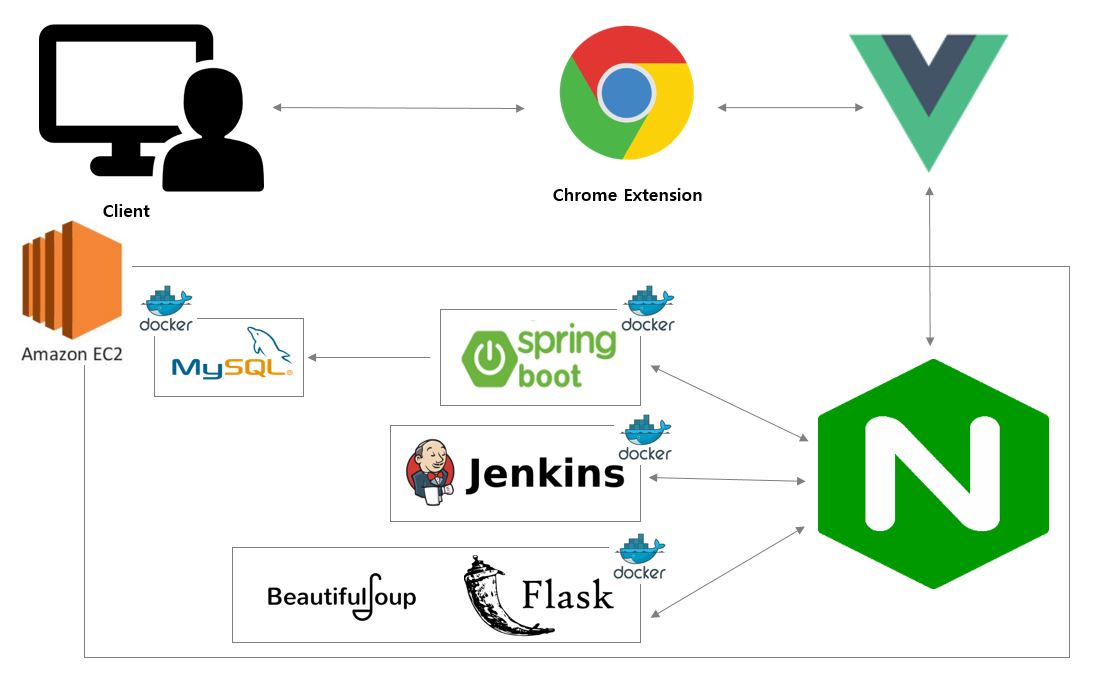 Client
Chrome Extension
Amazon EC2
docker
MySQL®
docker
spring
boot
docker
Jenkins
docker
BeautifulSoup
Flask
N